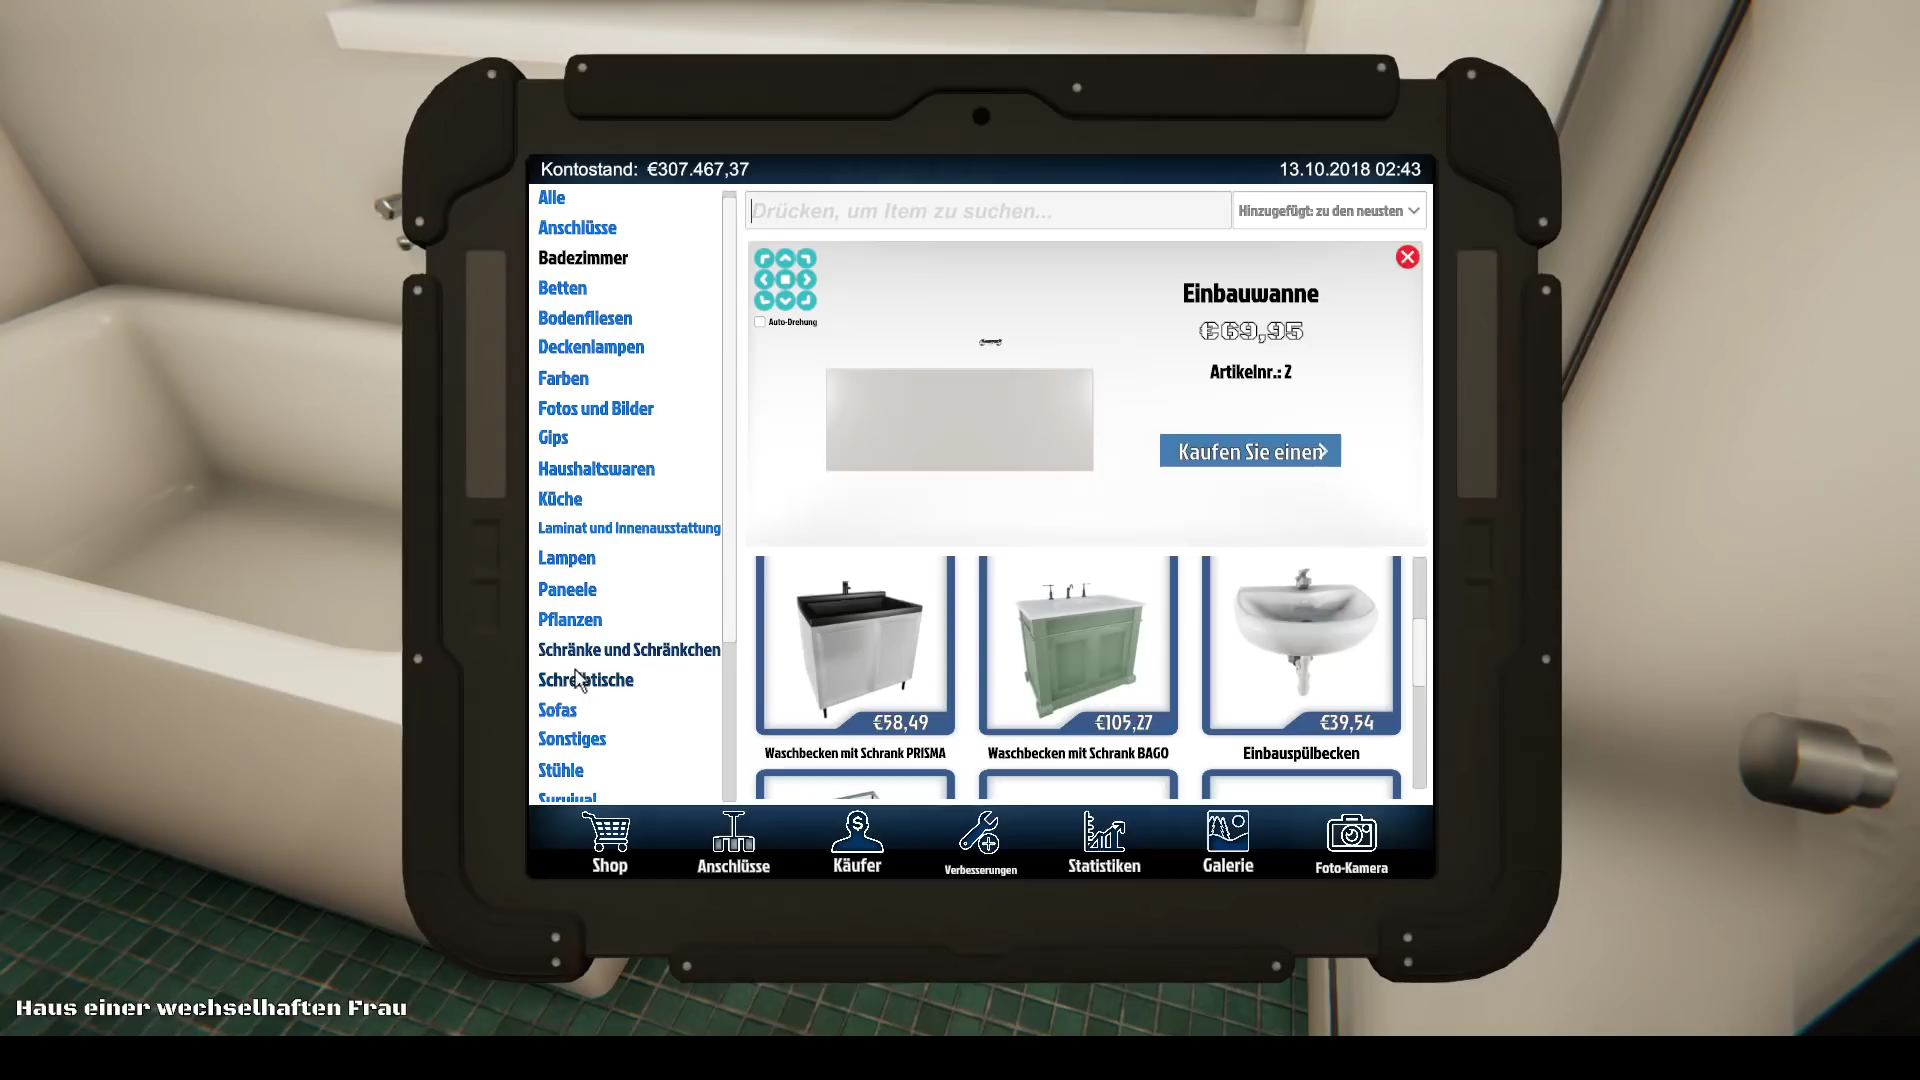 Kontostand: €307.467,37
13.10.2018 02:43
Alle
Anschlüsse
Badezimmer
Betten
Bodenfliesen
Deckenlampen
Farben
Fotos und Bilder
Gips
Haushaltswaren
Küche
Laminat und Innenausstattung
Lampen
Paneele
Pflanzen
Schränke und Schränkchen
Schreibtische
Sofas
Sonstiges
Stühle
Survival
Drücken, um Item zu suchen...
Hinzugefügt: zu den neusten
Auto-Drehung
Einbauwanne
€69,95
Artikelnr.: 2
Kaufen Sie einen
€58,49
€105,27
€39,54
Waschbecken mit Schrank PRISMA
Waschbecken mit Schrank BAGO
Einbauspülbecken
Shop
Anschlüsse
Käufer
Verbesserungen
Statistiken
Galerie
Foto-Kamera
Haus einer wechselhaften Frau